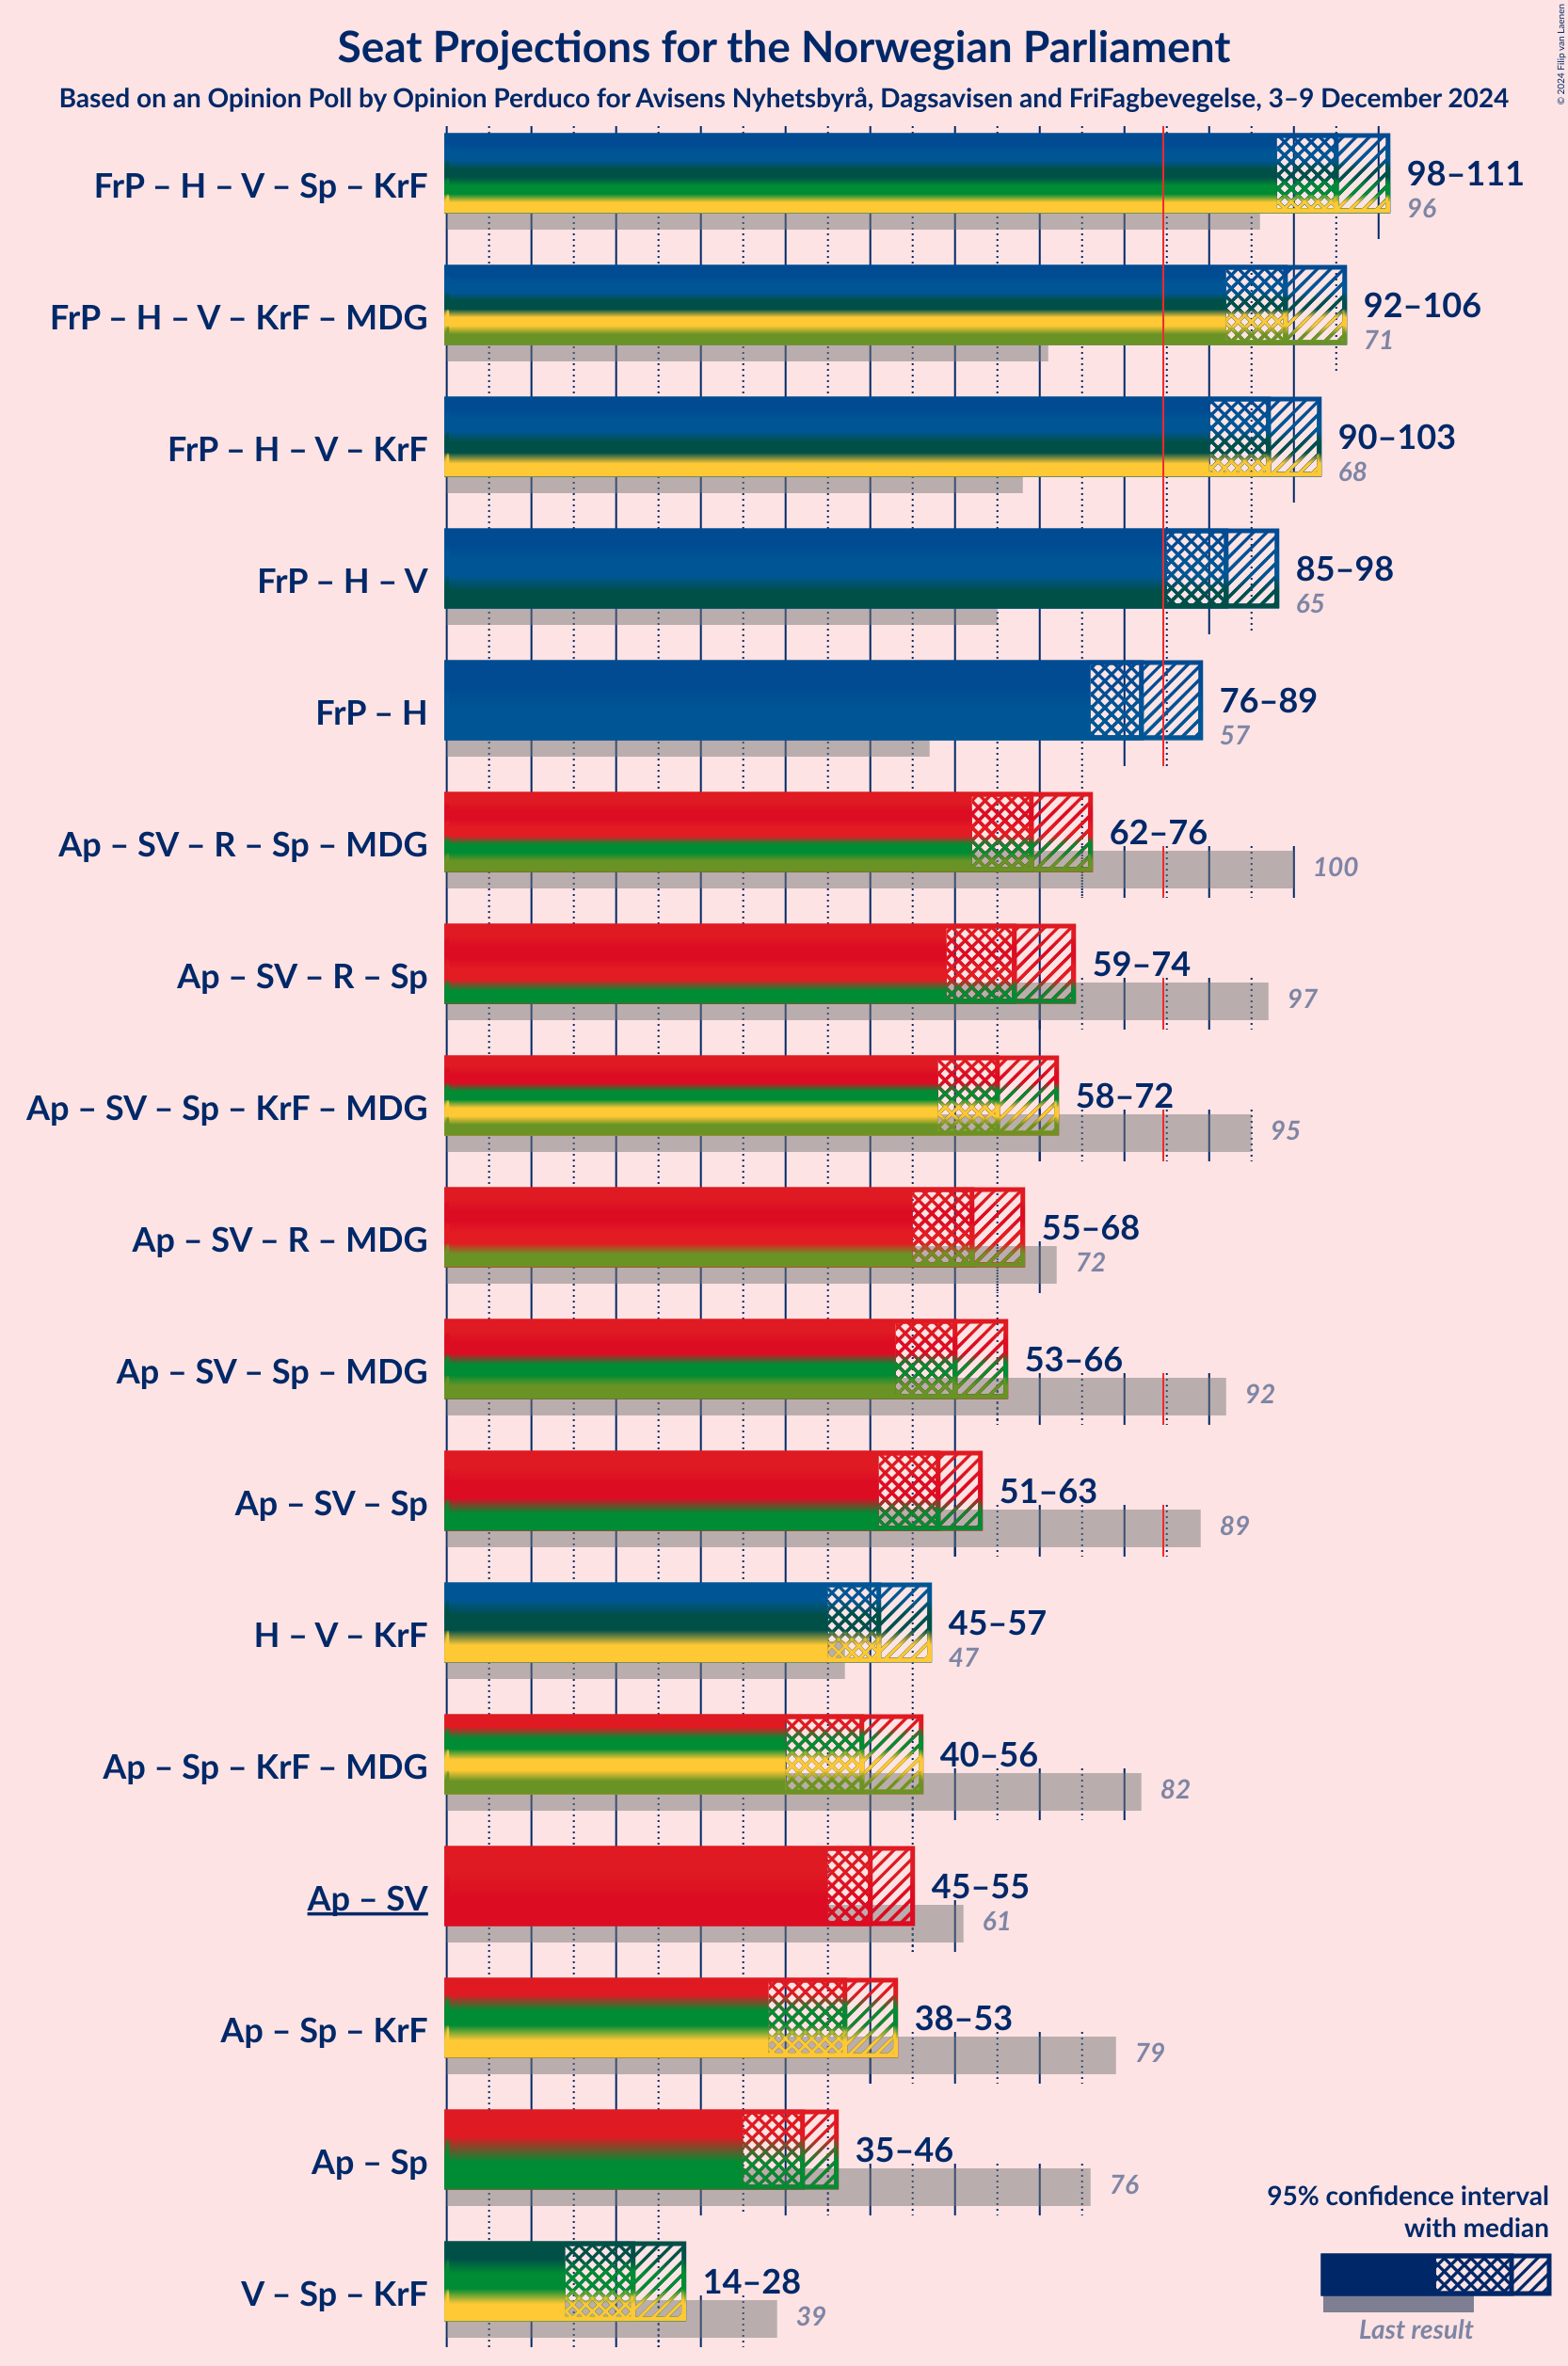 Seat Projections for the Norwegian Parliament
Based on an Opinion Poll by Opinion Perduco for Avisens Nyhetsbyrå, Dagsavisen and FriFagbevegelse, 3–9 December 2024
© 2024 Filip van Laenen
FrP – H – V – Sp – KrF
98–111
96
FrP – H – V – KrF – MDG
92–106
71
FrP – H – V – KrF
90–103
68
FrP – H – V
85–98
65
FrP – H
76–89
57
Ap – SV – R – Sp – MDG
62–76
100
Ap – SV – R – Sp
59–74
97
Ap – SV – Sp – KrF – MDG
58–72
95
Ap – SV – R – MDG
55–68
72
Ap – SV – Sp – MDG
53–66
92
Ap – SV – Sp
51–63
89
H – V – KrF
45–57
47
Ap – Sp – KrF – MDG
40–56
82
Ap – SV
45–55
61
Ap – Sp – KrF
38–53
79
Ap – Sp
35–46
76
V – Sp – KrF
14–28
39
95% confidence interval
with median
Last result